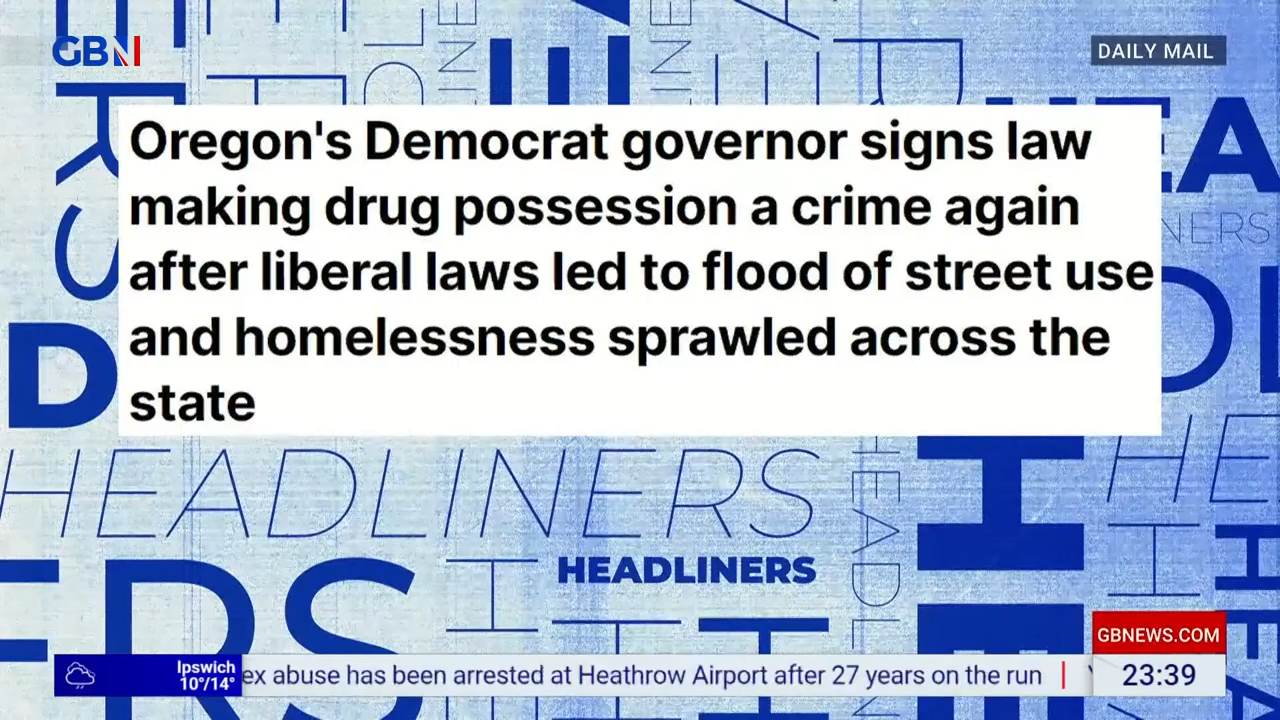 GBN
DAILY MAIL
Oregon's Democrat governor signs law
making drug possession a crime again
after liberal laws led to flood of street use
and homelessness sprawled across the
state
HEADLINERS
HEADLINERS
GBNEWS.COM
Ipswich
10°/14°
ex abuse has been arrested at Heathrow Airport after 27 years on the run
23:39